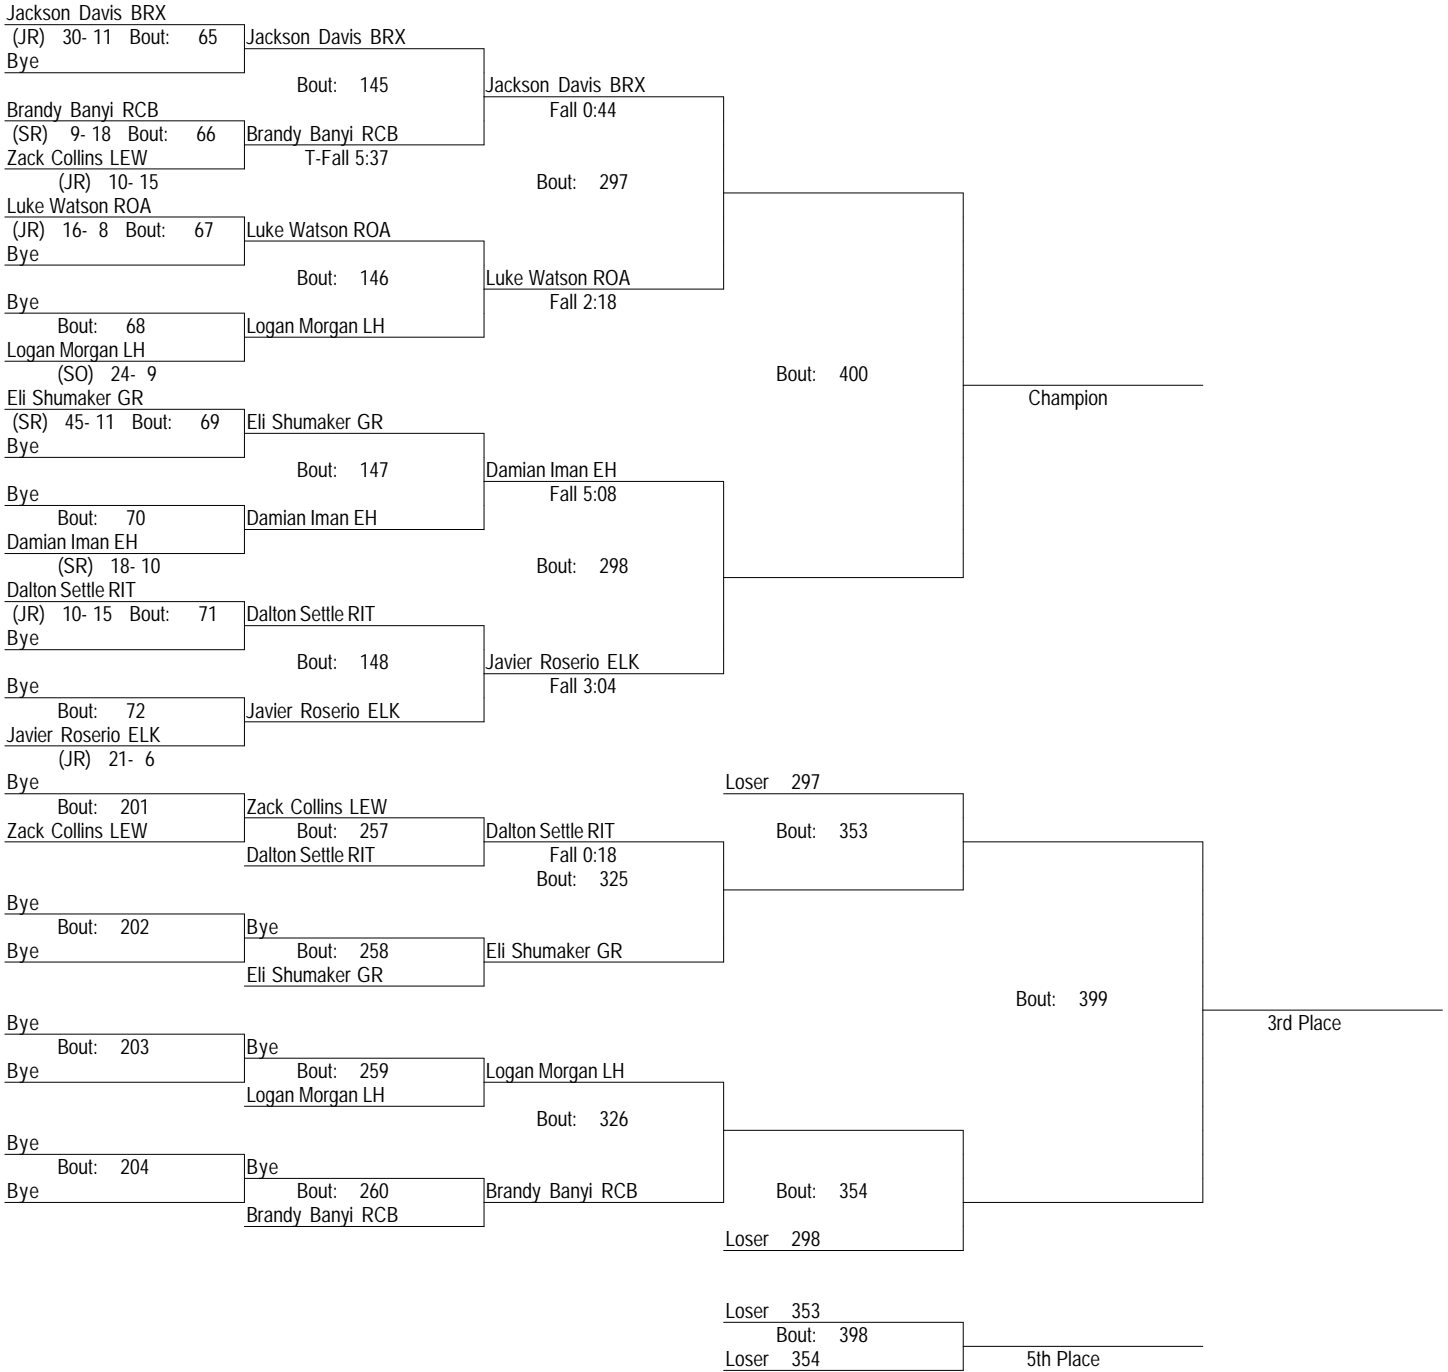 Jackson Davis BRX
(JR) 30- 11 Bout: 65 Jackson Davis BRX
Bye
Bout: 145 Jackson Davis BRX
Brandy Banyi RCB Fall 0:44
(SR) 9- 18 Bout: 66 Brandy Banyi RCB
Zack Collins LEW T-Fall 5:37
(JR) 10- 15 Bout: 297
Luke Watson ROA
(JR) 16- 8 Bout: 67 Luke Watson ROA
Bye
Bout: 146 Luke Watson ROA
Bye Fall 2:18
Bout: 68 Logan Morgan LH
Logan Morgan LH
(SO) 24- 9 Bout: 400
Eli Shumaker GR Champion
(SR) 45- 11 Bout: 69 Eli Shumaker GR
Bye
Bout: 147 Damian Iman EH
Bye Fall 5:08
Bout: 70 Damian Iman EH
Damian Iman EH
(SR) 18- 10 Bout: 298
Dalton Settle RIT
(JR) 10- 15 Bout: 71 Dalton Settle RIT
Bye
Bout: 148 Javier Roserio ELK
Bye Fall 3:04
Bout: 72 Javier Roserio ELK
Javier Roserio ELK
(JR) 21- 6
Bye Loser 297
Bout: 201 Zack Collins LEW
Zack Collins LEW Bout: 257 Dalton Settle RIT Bout: 353
Dalton Settle RIT Fall 0:18
Bout: 325
Bye
Bout: 202 Bye
Bye Bout: 258 Eli Shumaker GR
Eli Shumaker GR
Bout: 399
Bye 3rd Place
Bout: 203 Bye
Bye Bout: 259 Logan Morgan LH
Logan Morgan LH
Bout: 326
Bye
Bout: 204 Bye
Bye Bout: 260 Brandy Banyi RCB Bout: 354
Brandy Banyi RCB
Loser 298
Loser 353
Bout: 398
Loser 354 5th Place